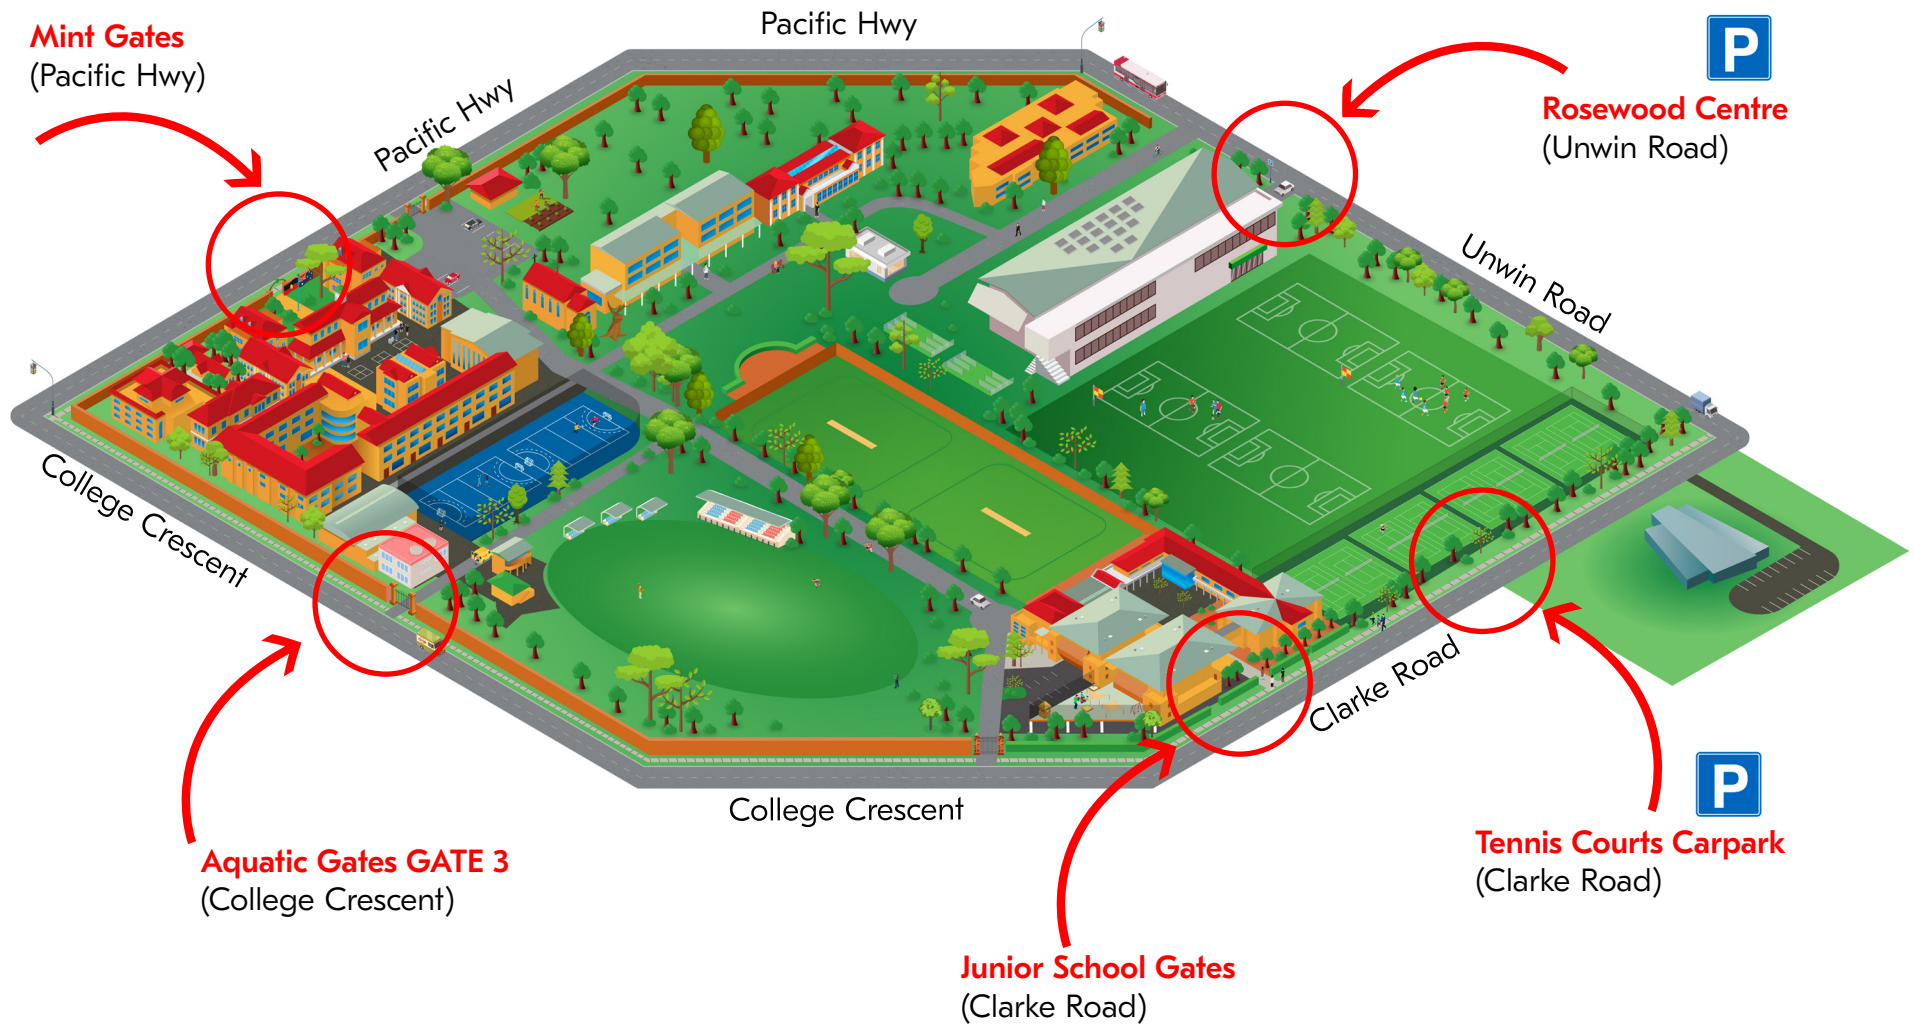 Pacific Hwy
Mint Gates
(Pacific Hwy)
P
Pacific Hwy
Rosewood Centre
(Unwin Road)
Unwin Road
College Crescent
Clarke Road
P
College Crescent
Tennis Courts Carpark
(Clarke Road)
Aquatic Gates GATE 3
(College Crescent)
Junior School Gates
(Clarke Road)